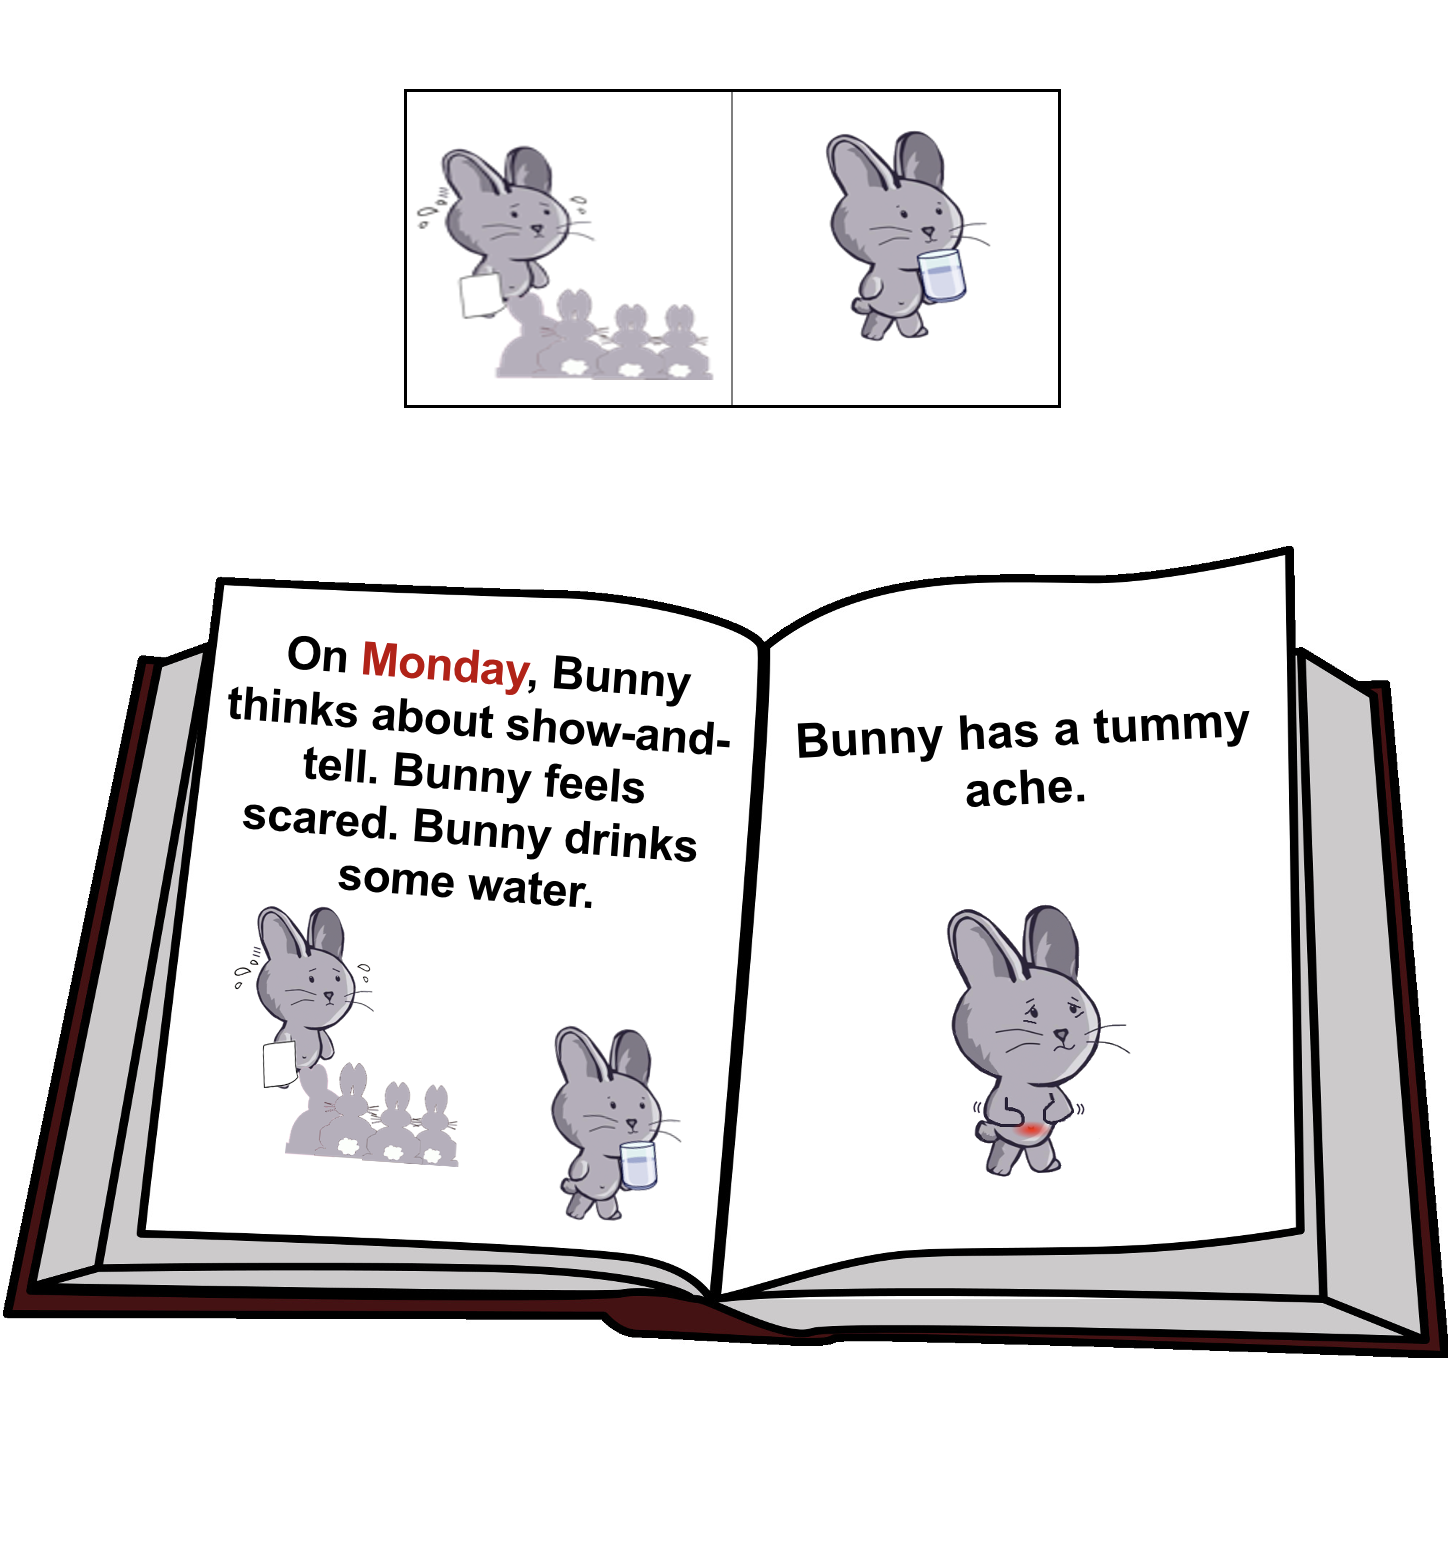 On Monday, Bunny
thinks about show-and-
tell. Bunny feels
scared. Bunny drinks
some water.
Bunny has a tummy
ache.